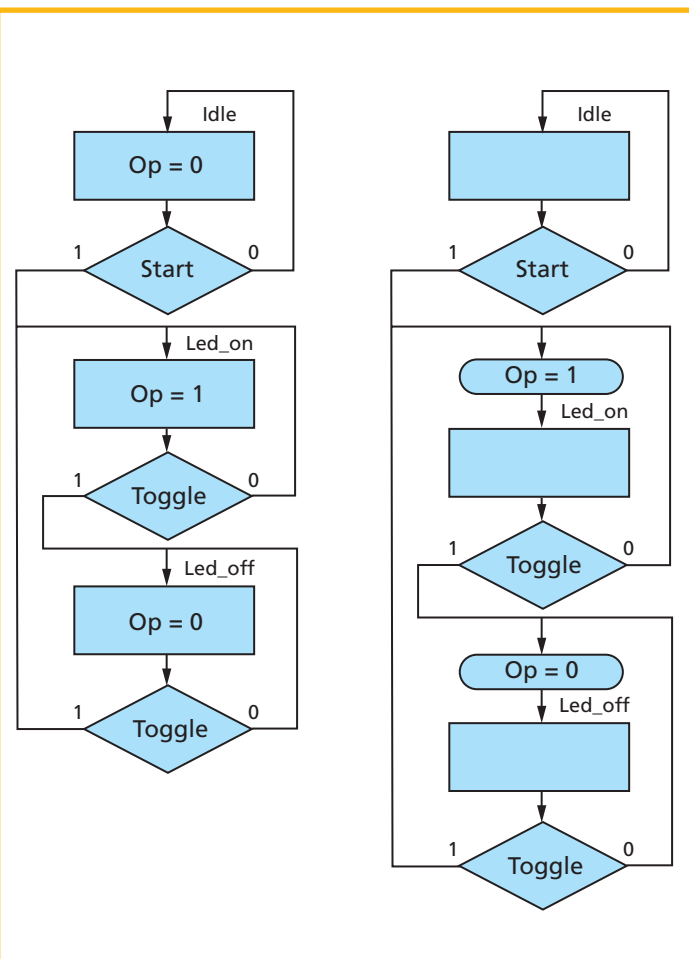 Idle
Op = 0
1
Start
0
Led_on
Op = 1
1
Toggle
0
Led_off
Op = 0
1
Toggle
0
Idle
1
Start
0
Op = 1
Led_on
1
Toggle
0
Op = 0
Led_off
1
Toggle
0